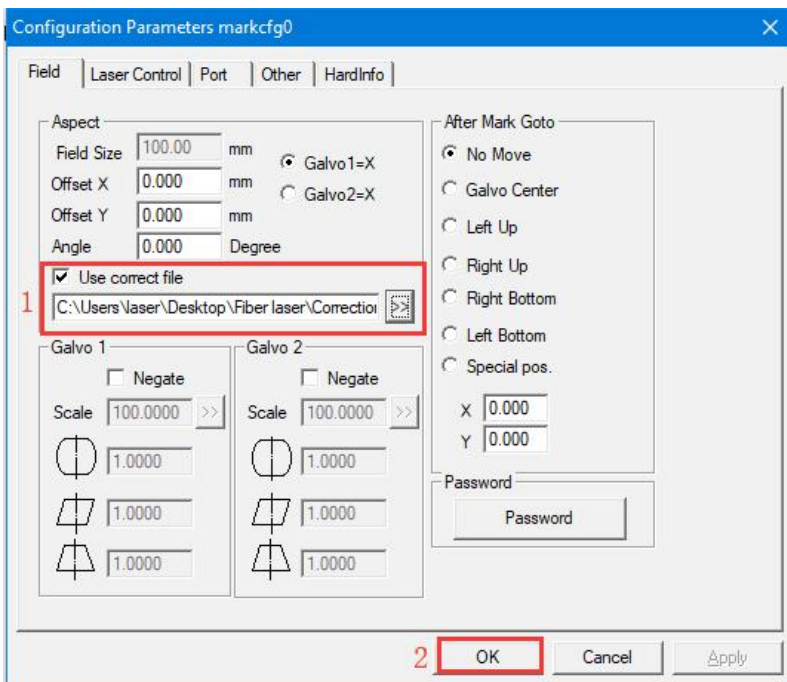 Configuration Parameters markcfg0
Field Laser Control Port Other HardInfo
Aspect
Field Size 100.00 mm
Offset X 0.000 mm
Offset Y 0.000 mm
Angle 0.000 Degree
Galvo1=X
Galvo2=X
1
Use correct file
C:\Users\laser\Desktop\Fiber laser\Correction >>
Galvo 1
Negate
Scale 100.0000 >>
1.0000
1.0000
1.0000
Galvo 2
Negate
Scale 100.0000 >>
1.0000
1.0000
1.0000
After Mark Goto
No Move
Galvo Center
Left Up
Right Up
Right Bottom
Left Bottom
Special pos.
X 0.000
Y 0.000
Password
Password
2 OK Cancel Apply